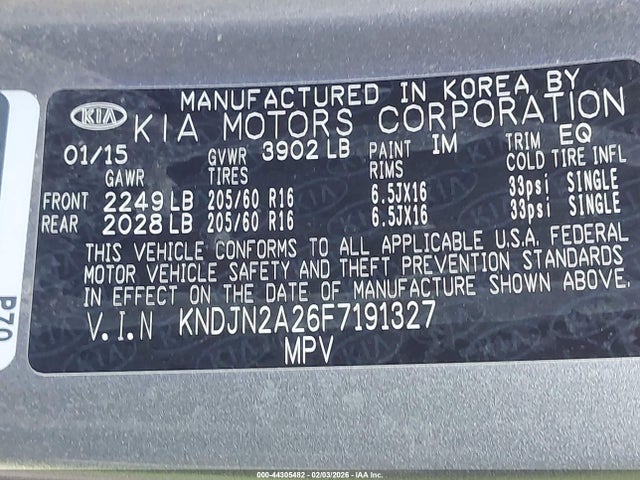 MANUFACTURED IN KOREA BY
KIA KIA MOTORS CORPORATION
01/15 GVWR 3902 LB PAINT IM TRIM EQ
GAWR TIRES RIMS COLD TIRE INFL
FRONT 2249 LB 205/60 R16 6.5JX16 33psi SINGLE
REAR 2028 LB 205/60 R16 6.5JX16 33psi SINGLE
THIS VEHICLE CONFORMS TO ALL APPLICABLE U.S.A. FEDERAL
MOTOR VEHICLE SAFETY AND THEFT PREVENTION STANDARDS
IN EFFECT ON THE DATE OF MANUFACTURE SHOWN ABOVE.
V.I.N KNDJN2A26F7191327
MPV
P70
000-44305482 - 02/03/2026 - IAA Inc.